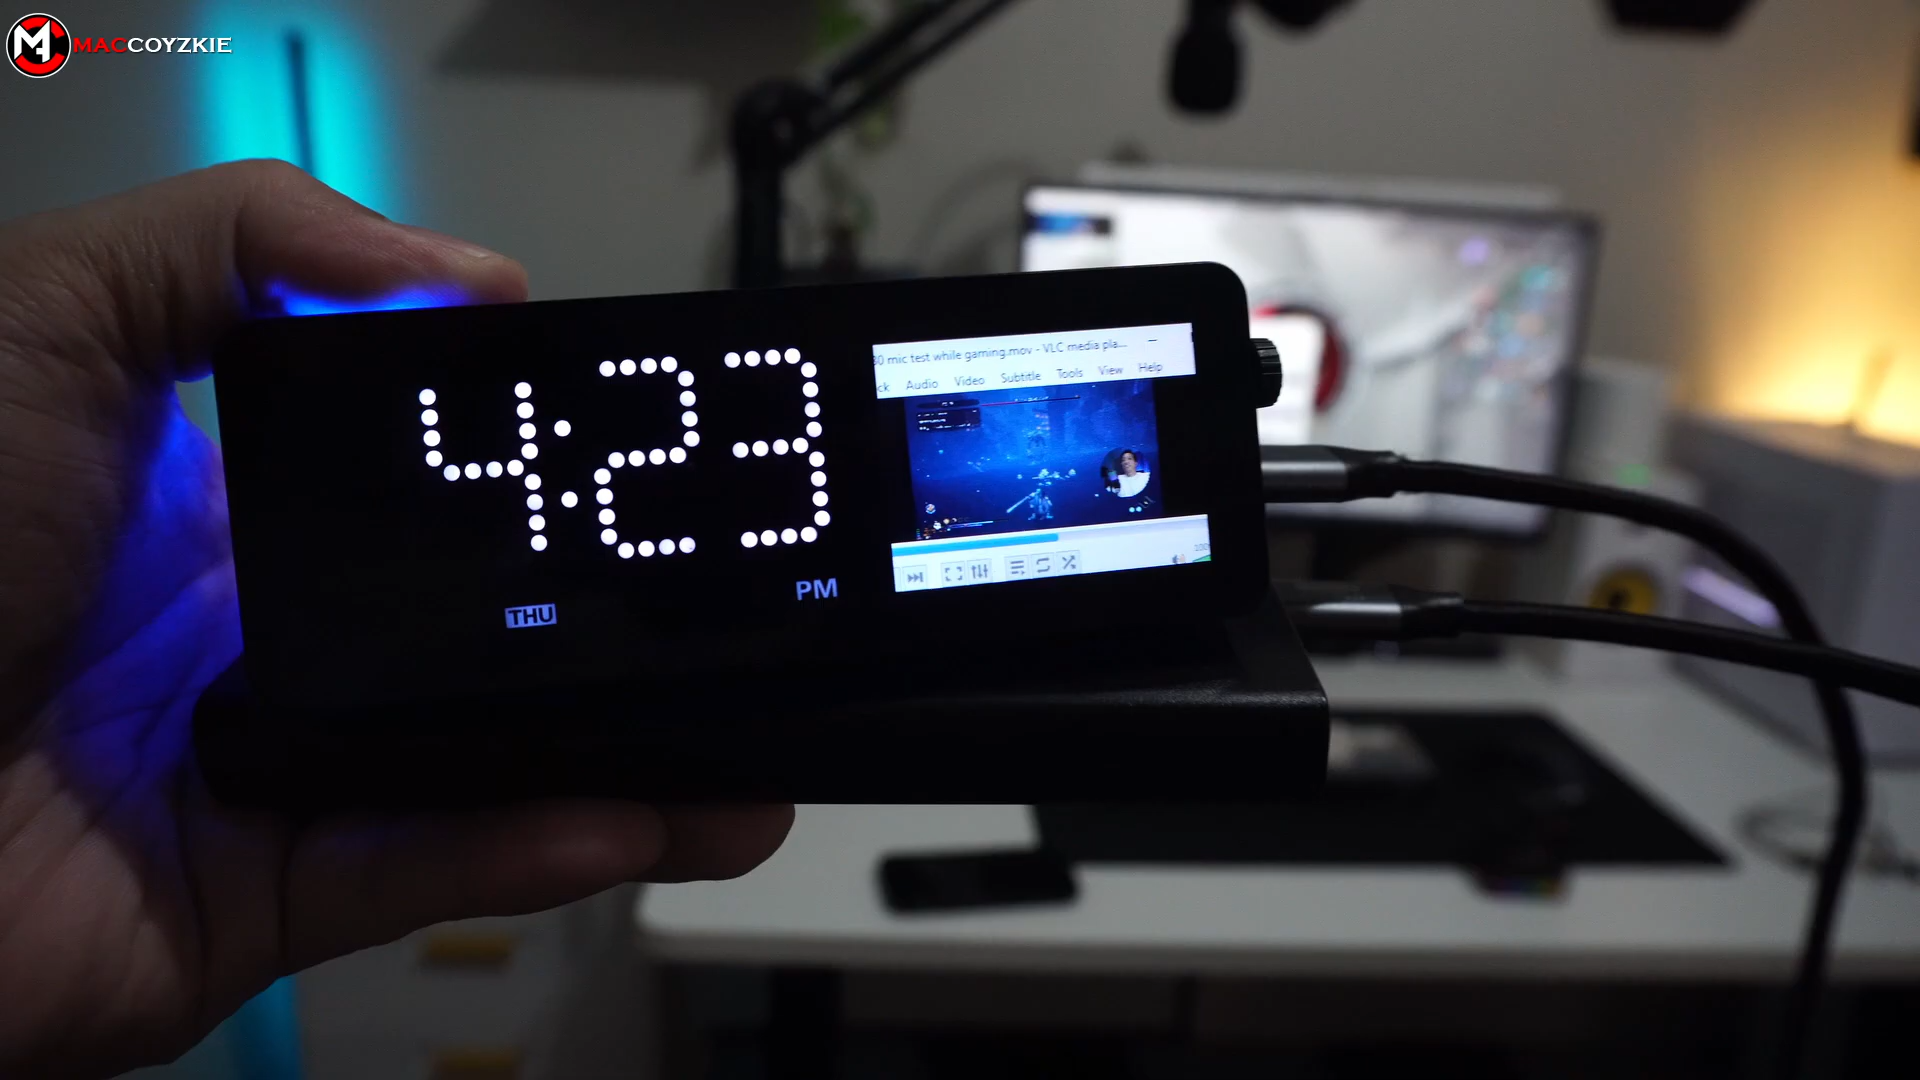 MACCOYZKIE
4:23
PM
THU
mic test while gaming.mov - VLC media pla...
ck Audio Video Subtitle Tools View Help